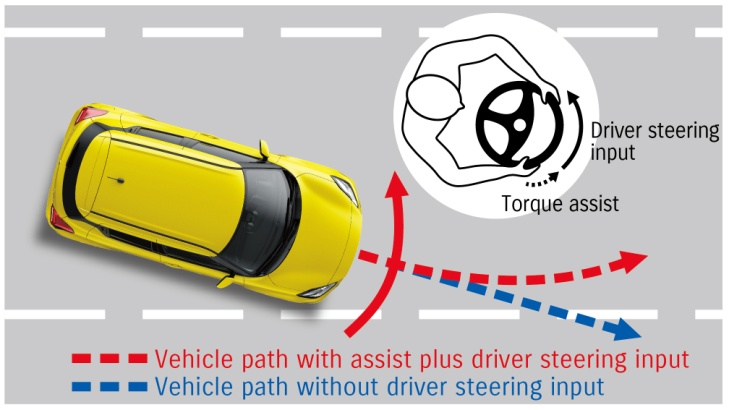 Driver steering
input
Torque assist
Vehicle path with assist plus driver steering input
Vehicle path without driver steering input